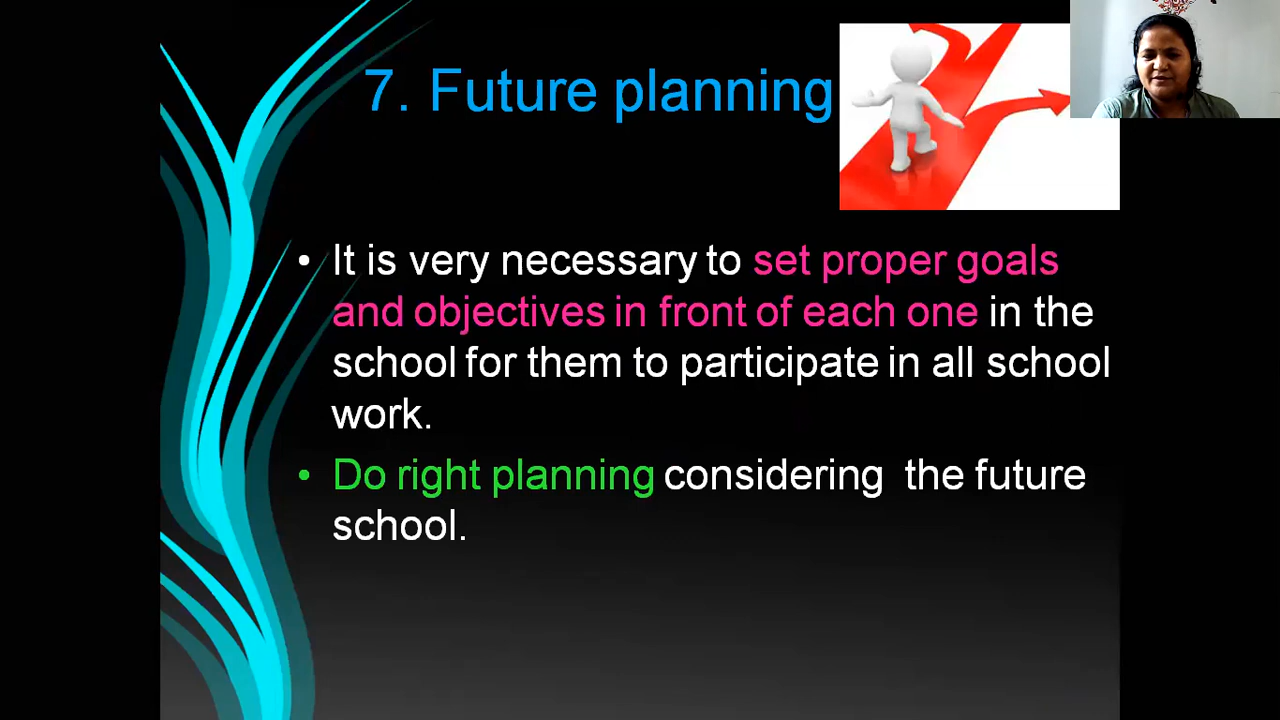 7. Future planning
• It is very necessary to set proper goals
and objectives in front of each one in the
school for them to participate in all school
work.
• Do right planning considering  the future
school.